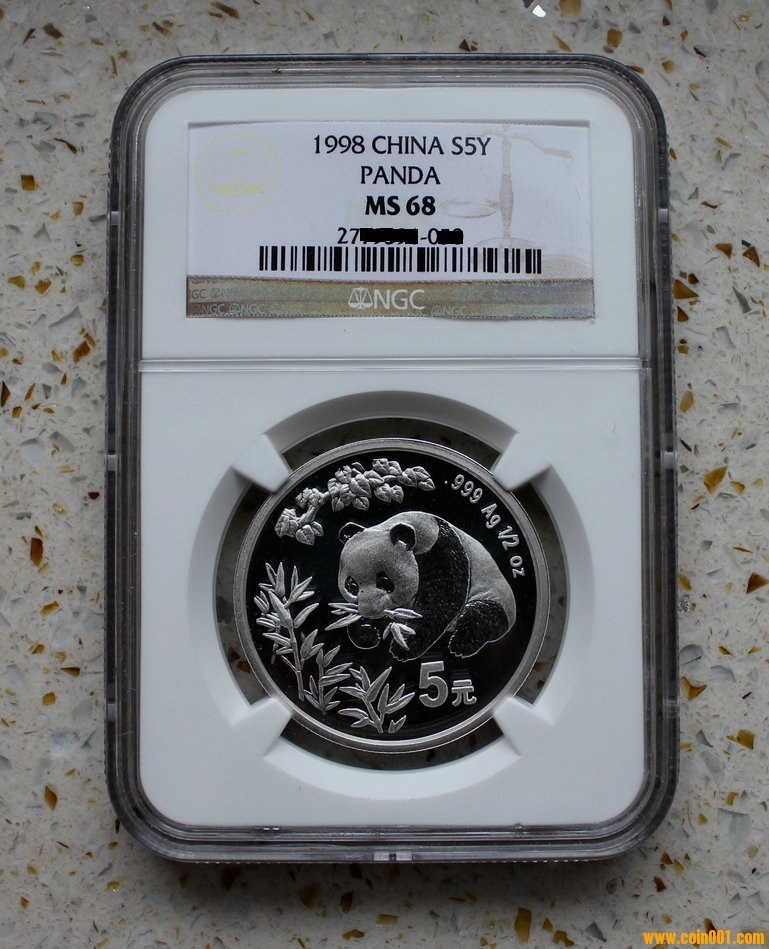 1998 CHINA S5Y
PANDA
MS 68
NGC
.999 Ag 1/2 oz
5元
www.coin001.com